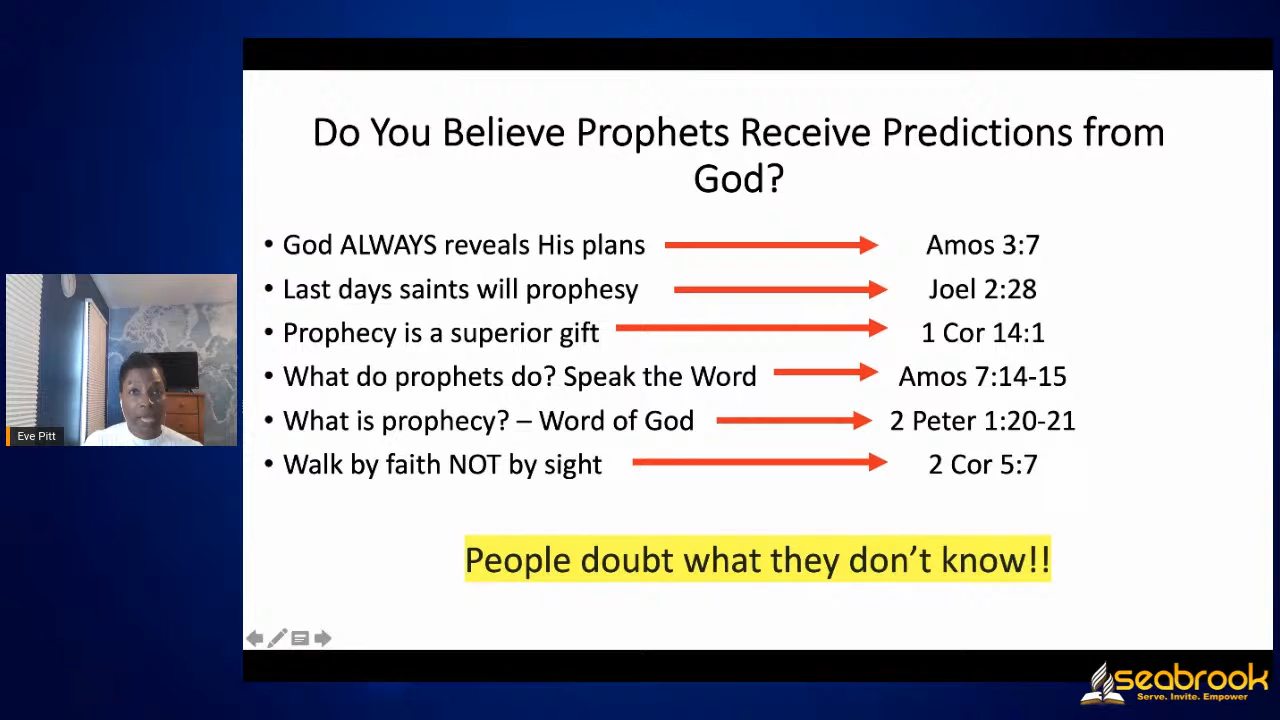 Do You Believe Prophets Receive Predictions from
God?
• God ALWAYS reveals His plans Amos 3:7
• Last days saints will prophesy Joel 2:28
• Prophecy is a superior gift 1 Cor 14:1
• What do prophets do? Speak the Word Amos 7:14-15
• What is prophecy? – Word of God 2 Peter 1:20-21
• Walk by faith NOT by sight 2 Cor 5:7
People doubt what they don’t know!!
Eve Pitt
seabrook
Serve. Invite. Empower